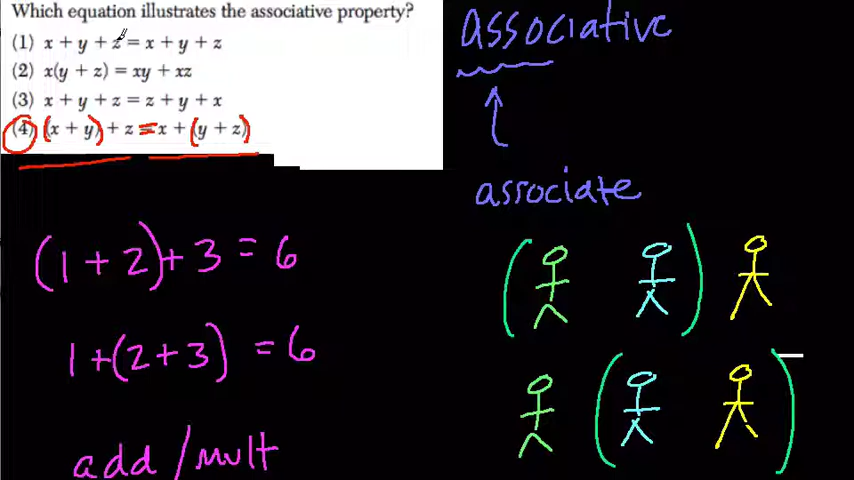 Which equation illustrates the associative property?
(1) x + y + z = x + y + z
(2) x(y + z) = xy + xz
(3) x + y + z = z + y + x
(4) (x + y) + z = x + (y + z)
associative
associate
(1 + 2) + 3 = 6
1 + (2 + 3) = 6
add / mult